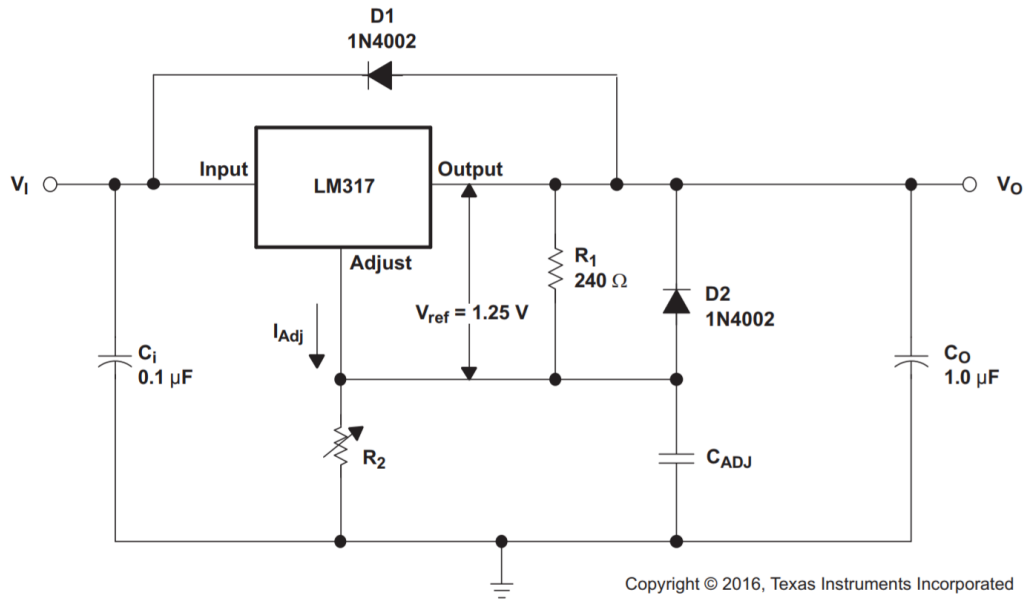 D1
1N4002
Input
Output
VI
LM317
VO
Adjust
R1
240 Ω
D2
1N4002
Vref = 1.25 V
IAdj
Ci
0.1 µF
CO
1.0 µF
R2
CADJ
Copyright © 2016, Texas Instruments Incorporated